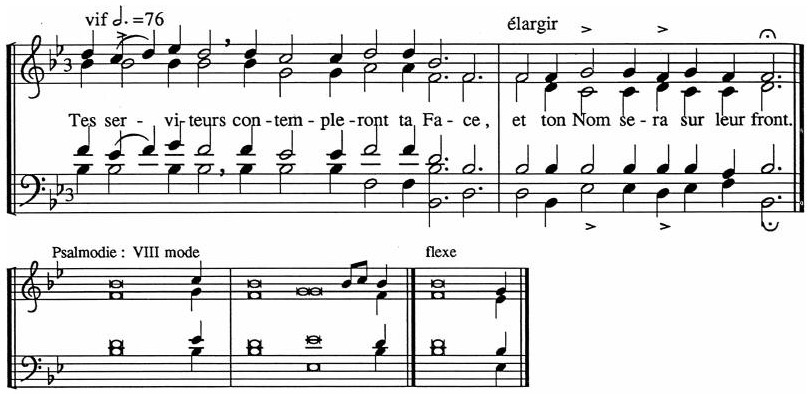 vif 𝅗𝅥. =76
élargir
Tes ser - vi-teurs con - tem - ple - ront ta Fa - ce , et ton Nom se - ra sur leur front.
Psalmodie : VIII mode
flexe